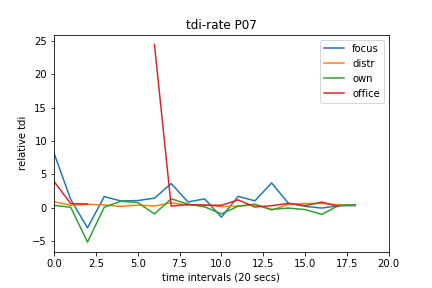 tdi-rate P07
25
20
15
10
5
0
−5
relative tdi
focus
distr
own
office
0.0 2.5 5.0 7.5 10.0 12.5 15.0 17.5 20.0
time intervals (20 secs)